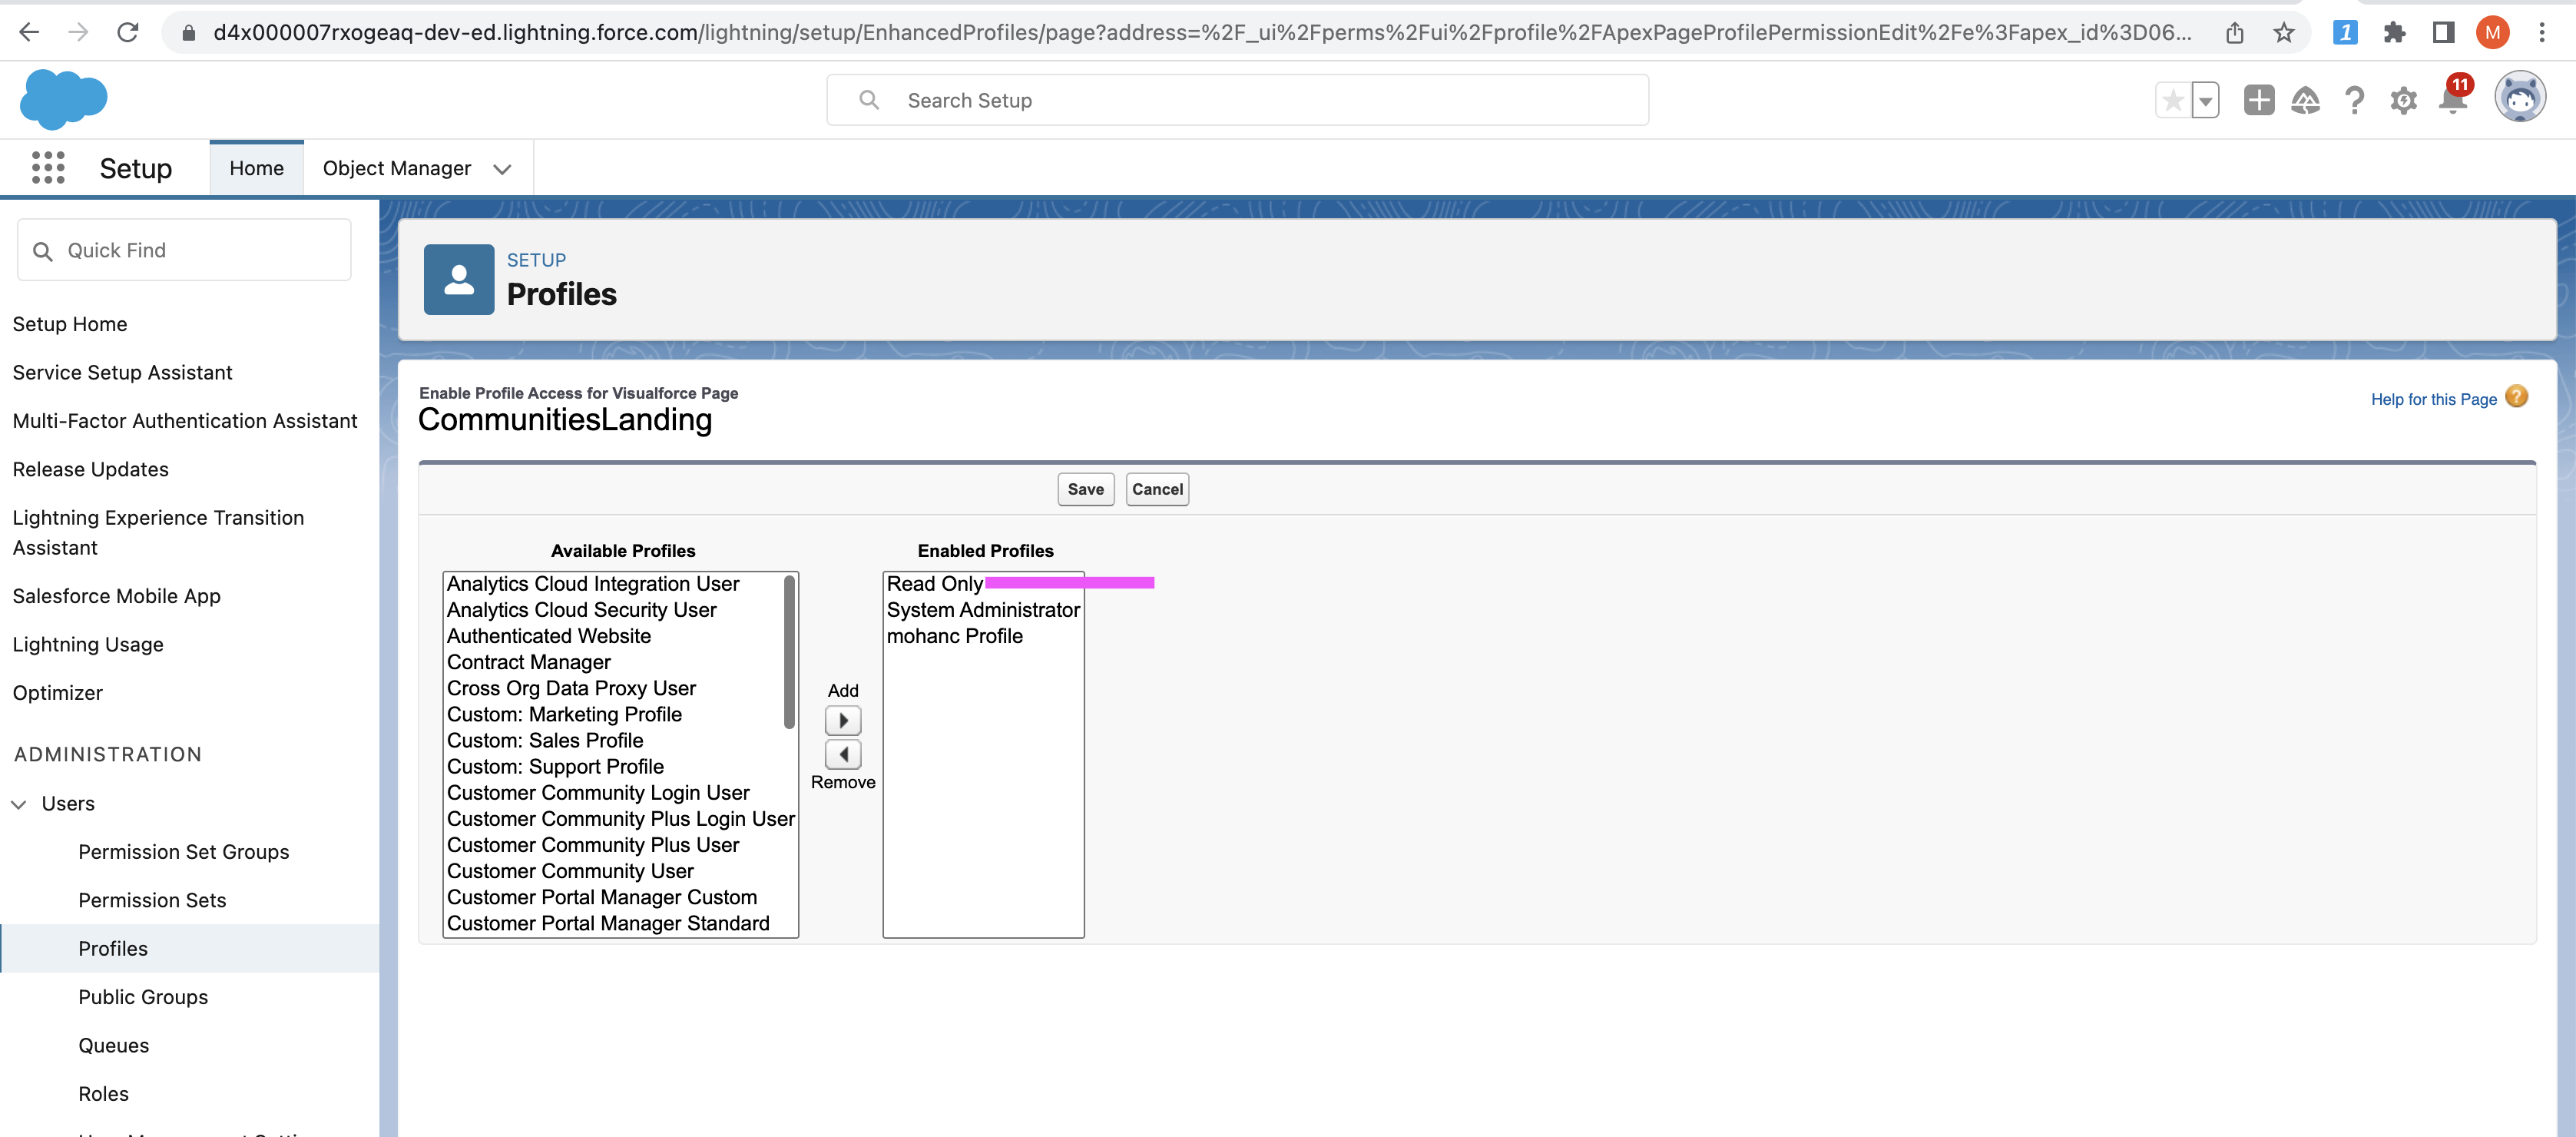 d4x000007rxogeaq-dev-ed.lightning.force.com/lightning/setup/EnhancedProfiles/page?address=%2F_ui%2Fperms%2Fui%2Fprofile%2FApexPageProfilePermissionEdit%2Fe%3Fapex_id%3D06...
1
M
Search Setup
11
Setup
Home
Object Manager
Quick Find
Setup Home
Service Setup Assistant
Multi-Factor Authentication Assistant
Release Updates
Lightning Experience Transition
Assistant
Salesforce Mobile App
Lightning Usage
Optimizer
ADMINISTRATION
Users
Permission Set Groups
Permission Sets
Profiles
Public Groups
Queues
Roles
SETUP
Profiles
Enable Profile Access for Visualforce Page
CommunitiesLanding
Help for this Page
Save Cancel
Available Profiles
Analytics Cloud Integration User
Analytics Cloud Security User
Authenticated Website
Contract Manager
Cross Org Data Proxy User
Custom: Marketing Profile
Custom: Sales Profile
Custom: Support Profile
Customer Community Login User
Customer Community Plus Login User
Customer Community Plus User
Customer Community User
Customer Portal Manager Custom
Customer Portal Manager Standard
Add
Remove
Enabled Profiles
Read Only
System Administrator
mohanc Profile